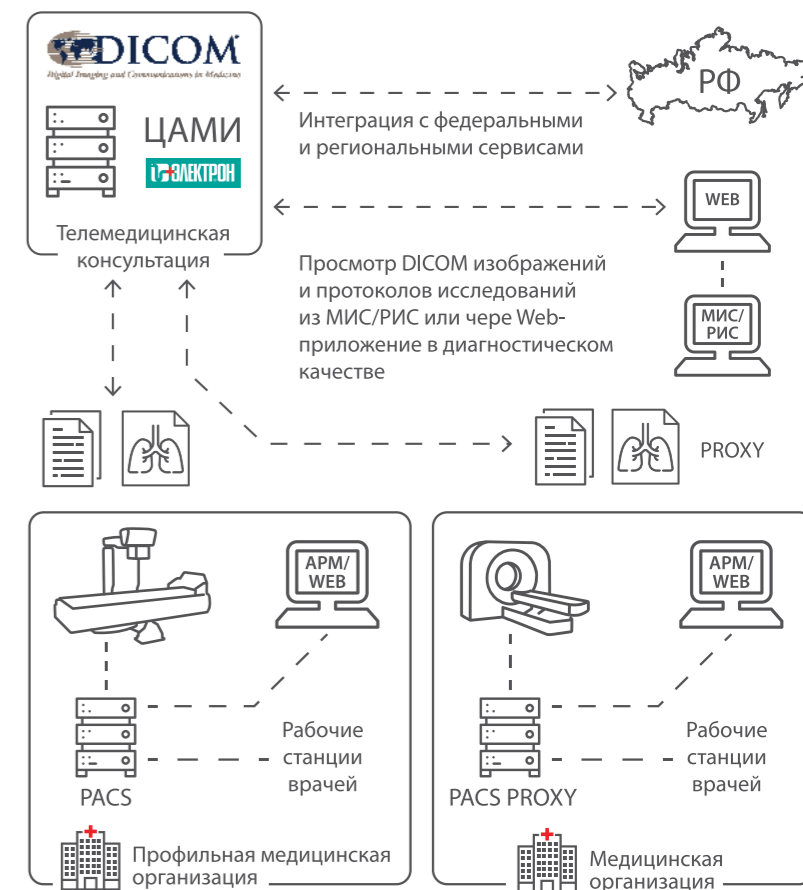 DICOM
Digital Imaging and Communications in Medicine
ЦАМИ
ЭЛЕКТРОН
Телемедицинская
консультация
РФ
Интеграция с федеральными
и региональными сервисами
WEB
Просмотр DICOM изображений
и протоколов исследований
из МИС/РИС или чере Web-
приложение в диагностическом
качестве
МИС/
РИС
PROXY
АРМ/
WEB
Рабочие
станции
врачей
PACS
Профильная медицинская
организация
АРМ/
WEB
Рабочие
станции
врачей
PACS PROXY
Медицинская
организация